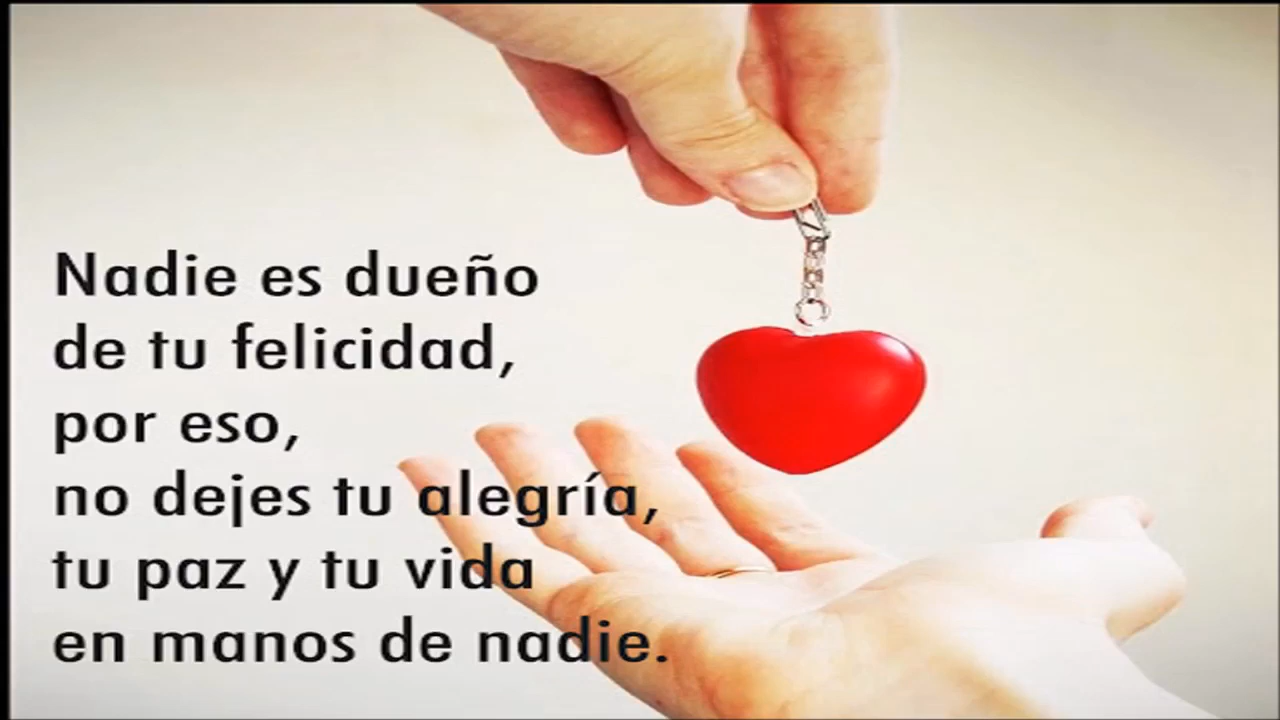 Nadie es dueño
de tu felicidad,
por eso,
no dejes tu alegría,
tu paz y tu vida
en manos de nadie.